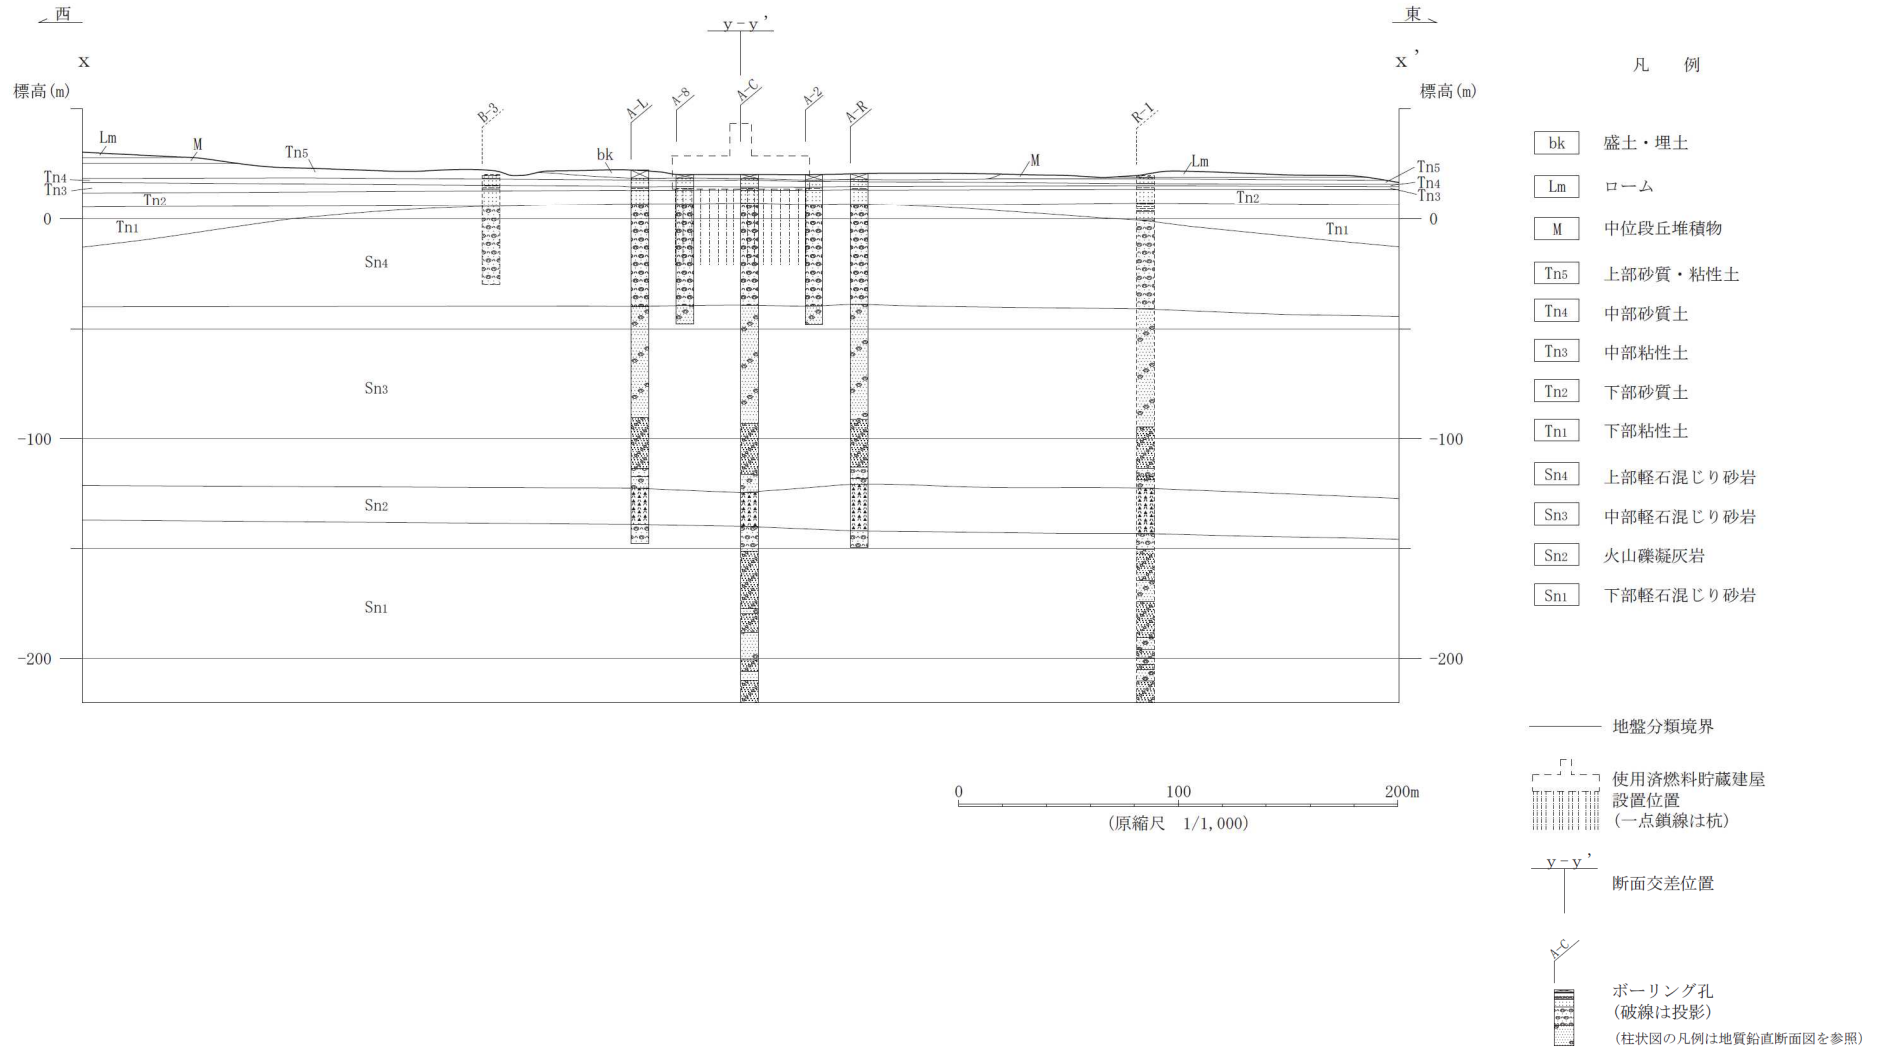 西
東
y-y'
x
x'
標高(m)
標高(m)
B-3
A-L
A-8
A-C
A-2
A-R
R-1
Lm
M
Tn5
bk
M
Lm
Tn5
Tn4
Tn4
Tn3
Tn3
Tn2
Tn2
0
0
Tn1
Tn1
Sn4
Sn3
-100
-100
Sn2
Sn1
-200
-200
0 100 200m
(原縮尺 1/1,000)
凡 例
bk 盛土・埋土
Lm ローム
M 中位段丘堆積物
Tn5 上部砂質・粘性土
Tn4 中部砂質土
Tn3 中部粘性土
Tn2 下部砂質土
Tn1 下部粘性土
Sn4 上部軽石混じり砂岩
Sn3 中部軽石混じり砂岩
Sn2 火山礫凝灰岩
Sn1 下部軽石混じり砂岩
地盤分類境界
使用済燃料貯蔵建屋
設置位置
(一点鎖線は杭)
y-y'
断面交差位置
A-C
ボーリング孔
(破線は投影)
(柱状図の凡例は地質鉛直断面図を参照)